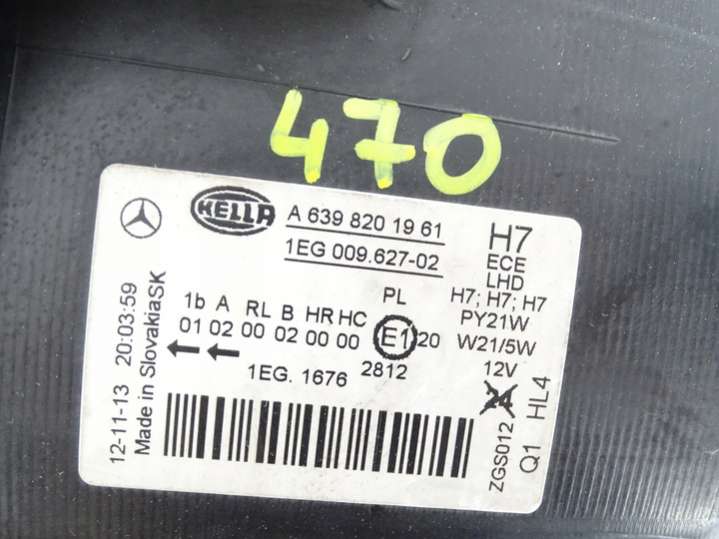 470
HELLA
A 639 820 19 61
1EG 009.627-02
H7
ECE
LHD
H7; H7; H7
PY21W
W21/5W
12V
PL
1b A RL B HR HC
01 02 00 02 00 00 E1 20
1EG. 1676 2812
12-11-13 20:03:59
Made in SlovakiaSK
ZGS012 24
Q1 HL4